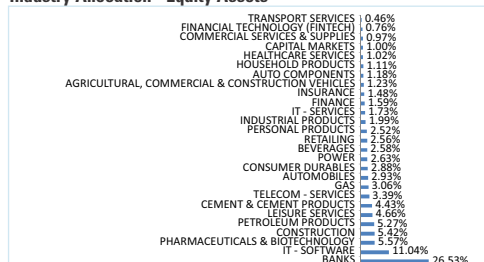 Industry Allocation - Equity Assets
TRANSPORT SERVICES 0.46%
FINANCIAL TECHNOLOGY (FINTECH) 0.76%
COMMERCIAL SERVICES & SUPPLIES 0.97%
CAPITAL MARKETS 1.00%
HEALTHCARE SERVICES 1.02%
HOUSEHOLD PRODUCTS 1.11%
AUTO COMPONENTS 1.18%
AGRICULTURAL, COMMERCIAL & CONSTRUCTION VEHICLES 1.23%
INSURANCE 1.48%
FINANCE 1.59%
IT - SERVICES 1.73%
INDUSTRIAL PRODUCTS 1.99%
PERSONAL PRODUCTS 2.52%
RETAILING 2.56%
BEVERAGES 2.58%
POWER 2.63%
CONSUMER DURABLES 2.88%
AUTOMOBILES 2.93%
GAS 3.06%
TELECOM - SERVICES 3.39%
CEMENT & CEMENT PRODUCTS 4.43%
LEISURE SERVICES 4.66%
PETROLEUM PRODUCTS 5.27%
CONSTRUCTION 5.42%
PHARMACEUTICALS & BIOTECHNOLOGY 5.57%
IT - SOFTWARE 11.04%
BANKS 26.53%